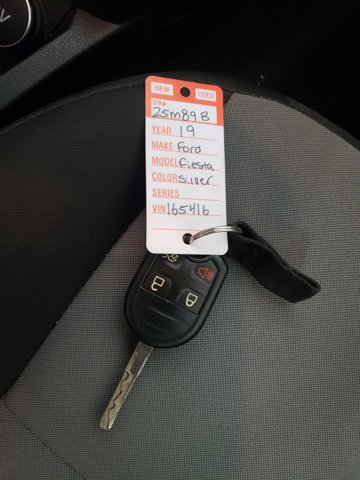 NEW USED
STK# 25M89B
YEAR 19
MAKE Ford
MODEL Fiesta
COLOR Silver
SERIES
VIN 165416